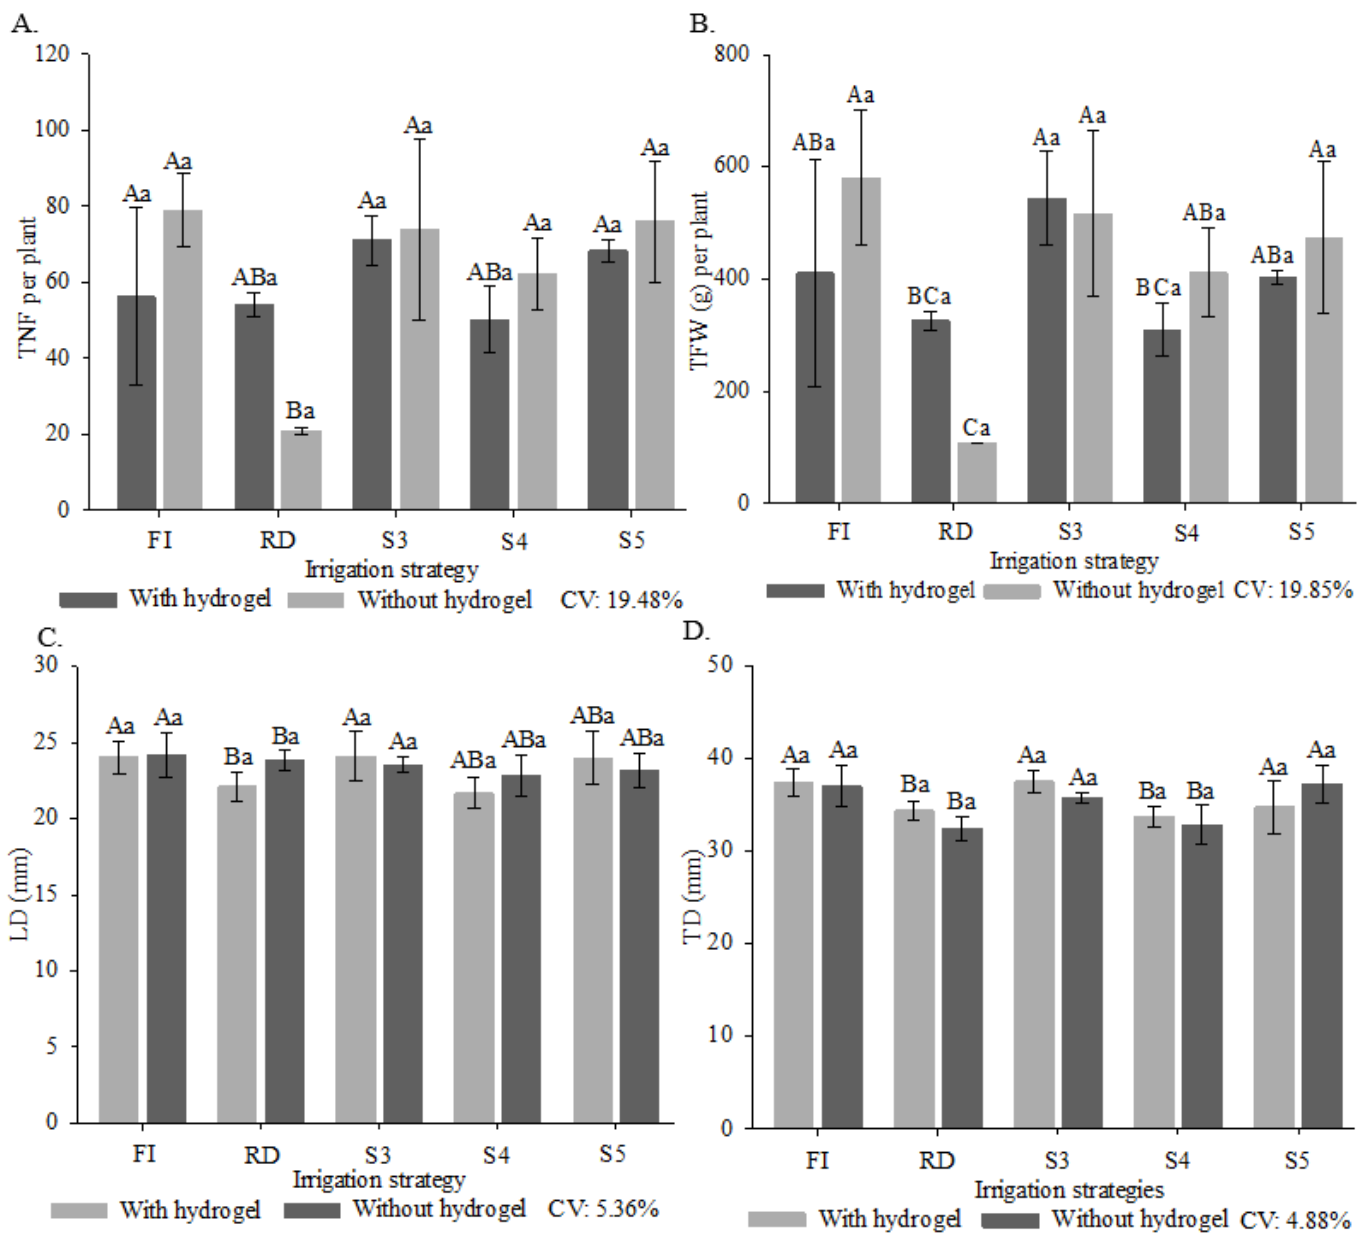 A.
120
100
80
60
40
20
0
TNF per plant
Aa
Aa
ABa
Ba
Aa
Aa
ABa
Aa
Aa
Aa
FI RD S3 S4 S5
Irrigation strategy
With hydrogel Without hydrogel CV: 19.48%
B.
800
600
400
200
0
TFW (g) per plant
ABa
Aa
BCa
Ca
Aa
Aa
BCa
ABa
ABa
Aa
FI RD S3 S4 S5
Irrigation strategy
With hydrogel Without hydrogel CV: 19.85%
C.
30
25
20
15
10
5
0
LD (mm)
Aa
Aa
Ba
Ba
Aa
Aa
ABa
ABa
ABa
ABa
FI RD S3 S4 S5
Irrigation strategy
With hydrogel Without hydrogel CV: 5.36%
D.
50
40
30
20
10
0
TD (mm)
Aa
Aa
Ba
Ba
Aa
Aa
Ba
Ba
Aa
Aa
FI RD S3 S4 S5
Irrigation strategies
With hydrogel Without hydrogel CV: 4.88%